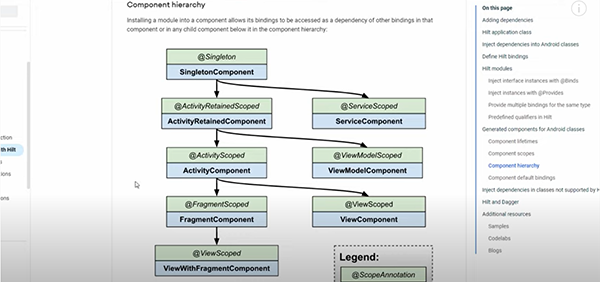 Component hierarchy
Installing a module into a component allows its bindings to be accessed as a dependency of other bindings in that
component or in any child component below it in the component hierarchy:
@Singleton
SingletonComponent
@ActivityRetainedScoped
ActivityRetainedComponent
@ServiceScoped
ServiceComponent
@ActivityScoped
ActivityComponent
@ViewModelScoped
ViewModelComponent
@FragmentScoped
FragmentComponent
@ViewScoped
ViewComponent
@ViewScoped
ViewWithFragmentComponent
Legend:
@ScopeAnnotation
ction
th Hilt
s
tions
ons
On this page
Adding dependencies
Hilt application class
Inject dependencies into Android classes
Define Hilt bindings
Hilt modules
Inject interface instances with @Binds
Inject instances with @Provides
Provide multiple bindings for the same type
Predefined qualifiers in Hilt
Generated components for Android classes
Component lifetimes
Component scopes
Component hierarchy
Component default bindings
Inject dependencies in classes not supported by H
Hilt and Dagger
Additional resources
Samples
Codelabs
Blogs